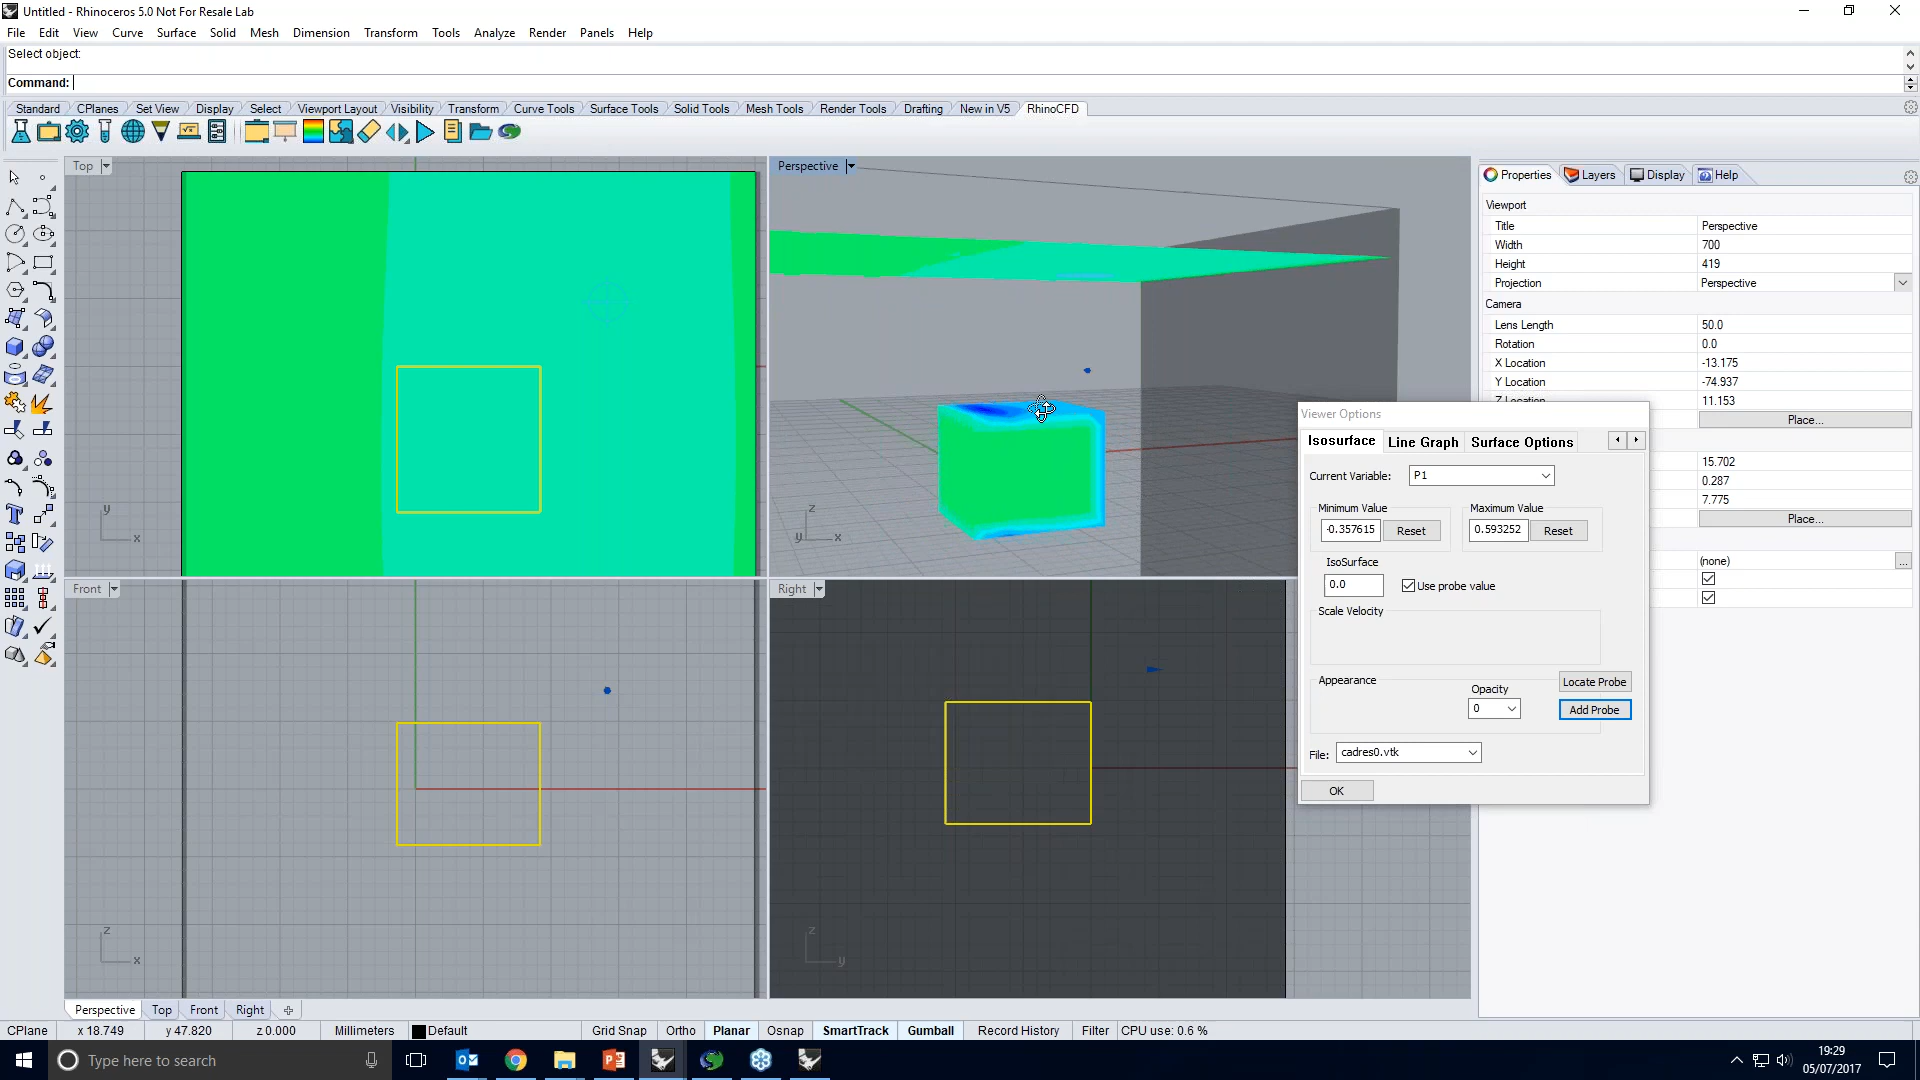 Untitled - Rhinoceros 5.0 Not For Resale Lab
File Edit View Curve Surface Solid Mesh Dimension Transform Tools Analyze Render Panels Help
Select object:
Command:
Standard CPlanes Set View Display Select Viewport Layout Visibility Transform Curve Tools Surface Tools Solid Tools Mesh Tools Render Tools Drafting New in V5 RhinoCFD
Top
y
x
Perspective
z
y
x
Front
z
x
Right
z
y
Properties Layers Display Help
Viewport
Title Perspective
Width 700
Height 419
Projection Perspective
Camera
Lens Length 50.0
Rotation 0.0
X Location -13.175
Y Location -74.937
11.153
Place...
15.702
0.287
7.775
Place...
(none)
...
Viewer Options
Isosurface Line Graph Surface Options
Current Variable: P1
Minimum Value Maximum Value
-0.357615 Reset 0.593252 Reset
IsoSurface
0.0 Use probe value
Scale Velocity
Appearance
Opacity
0
Locate Probe
Add Probe
File: cadres0.vtk
OK
Perspective Top Front Right
CPlane x 18.749 y 47.820 z 0.000 Millimeters Default Grid Snap Ortho Planar Osnap SmartTrack Gumball Record History Filter CPU use: 0.6 %
Type here to search
19:29
05/07/2017